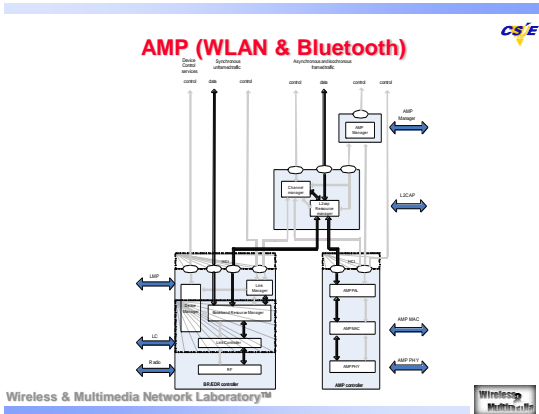 CSIE
AMP (WLAN & Bluetooth)
Device
Control
services
Synchronous
unframed traffic
Asynchronous and isochronous
framed traffic
control
data
control
control
data
control
control
AMP
Manager
AMP
Manager
Channel
manager
L2cap
Resource
manager
L2CAP
HCI
HCI
LMP
Link
Manager
Device
Manager
Baseband Resource Manager
LC
Link Controller
Radio
RF
BR/EDR controller
AMP PAL
AMP MAC
AMP MAC
AMP PHY
AMP PHY
AMP controller
Wireless & Multimedia Network Laboratory™
Wireless
Multimedia